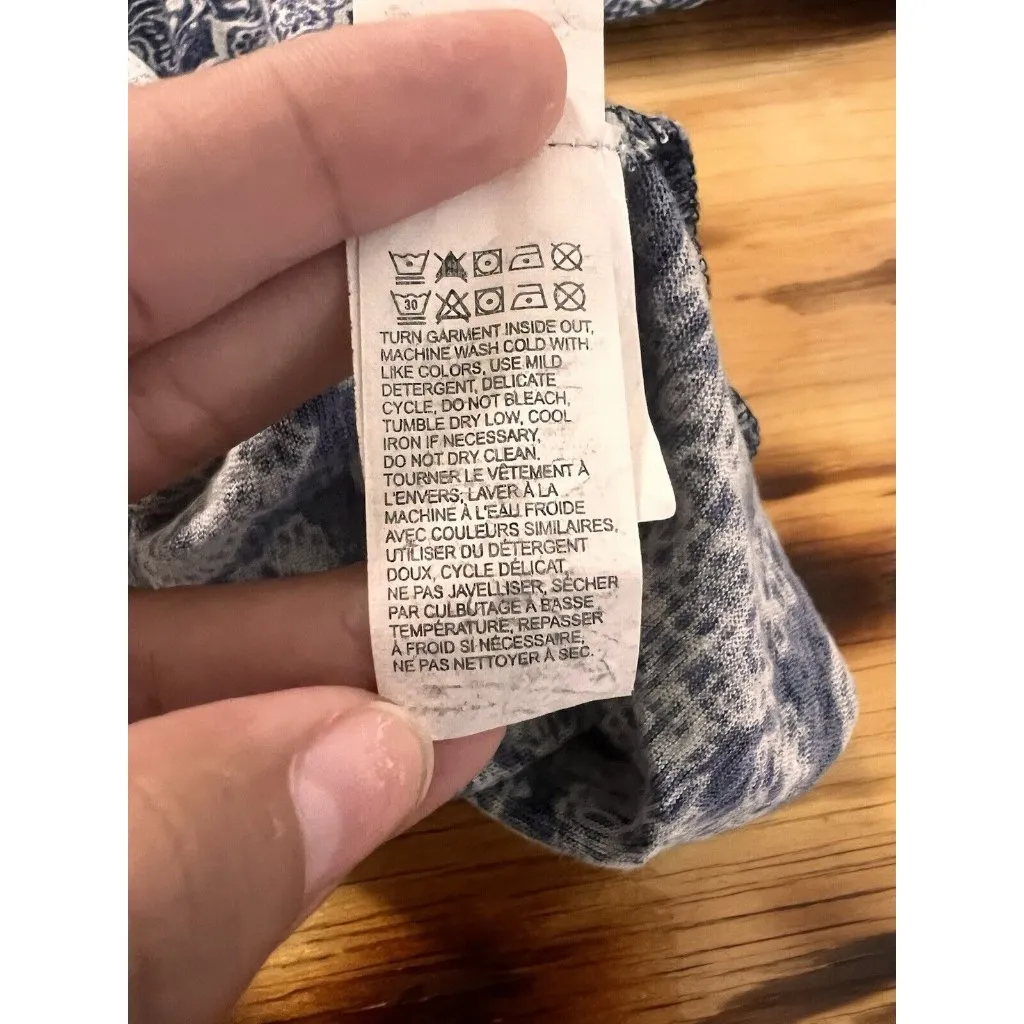 30
TURN GARMENT INSIDE OUT,
MACHINE WASH COLD WITH
LIKE COLORS, USE MILD
DETERGENT, DELICATE
CYCLE, DO NOT BLEACH,
TUMBLE DRY LOW, COOL
IRON IF NECESSARY,
DO NOT DRY CLEAN.
TOURNER LE VÊTEMENT À
L'ENVERS, LAVER À LA
MACHINE À L'EAU FROIDE
AVEC COULEURS SIMILAIRES,
UTILISER DU DÉTERGENT
DOUX, CYCLE DÉLICAT,
NE PAS JAVELLISER, SÉCHER
PAR CULBUTAGE À BASSE
TEMPÉRATURE, REPASSER
À FROID SI NÉCESSAIRE,
NE PAS NETTOYER À SEC.